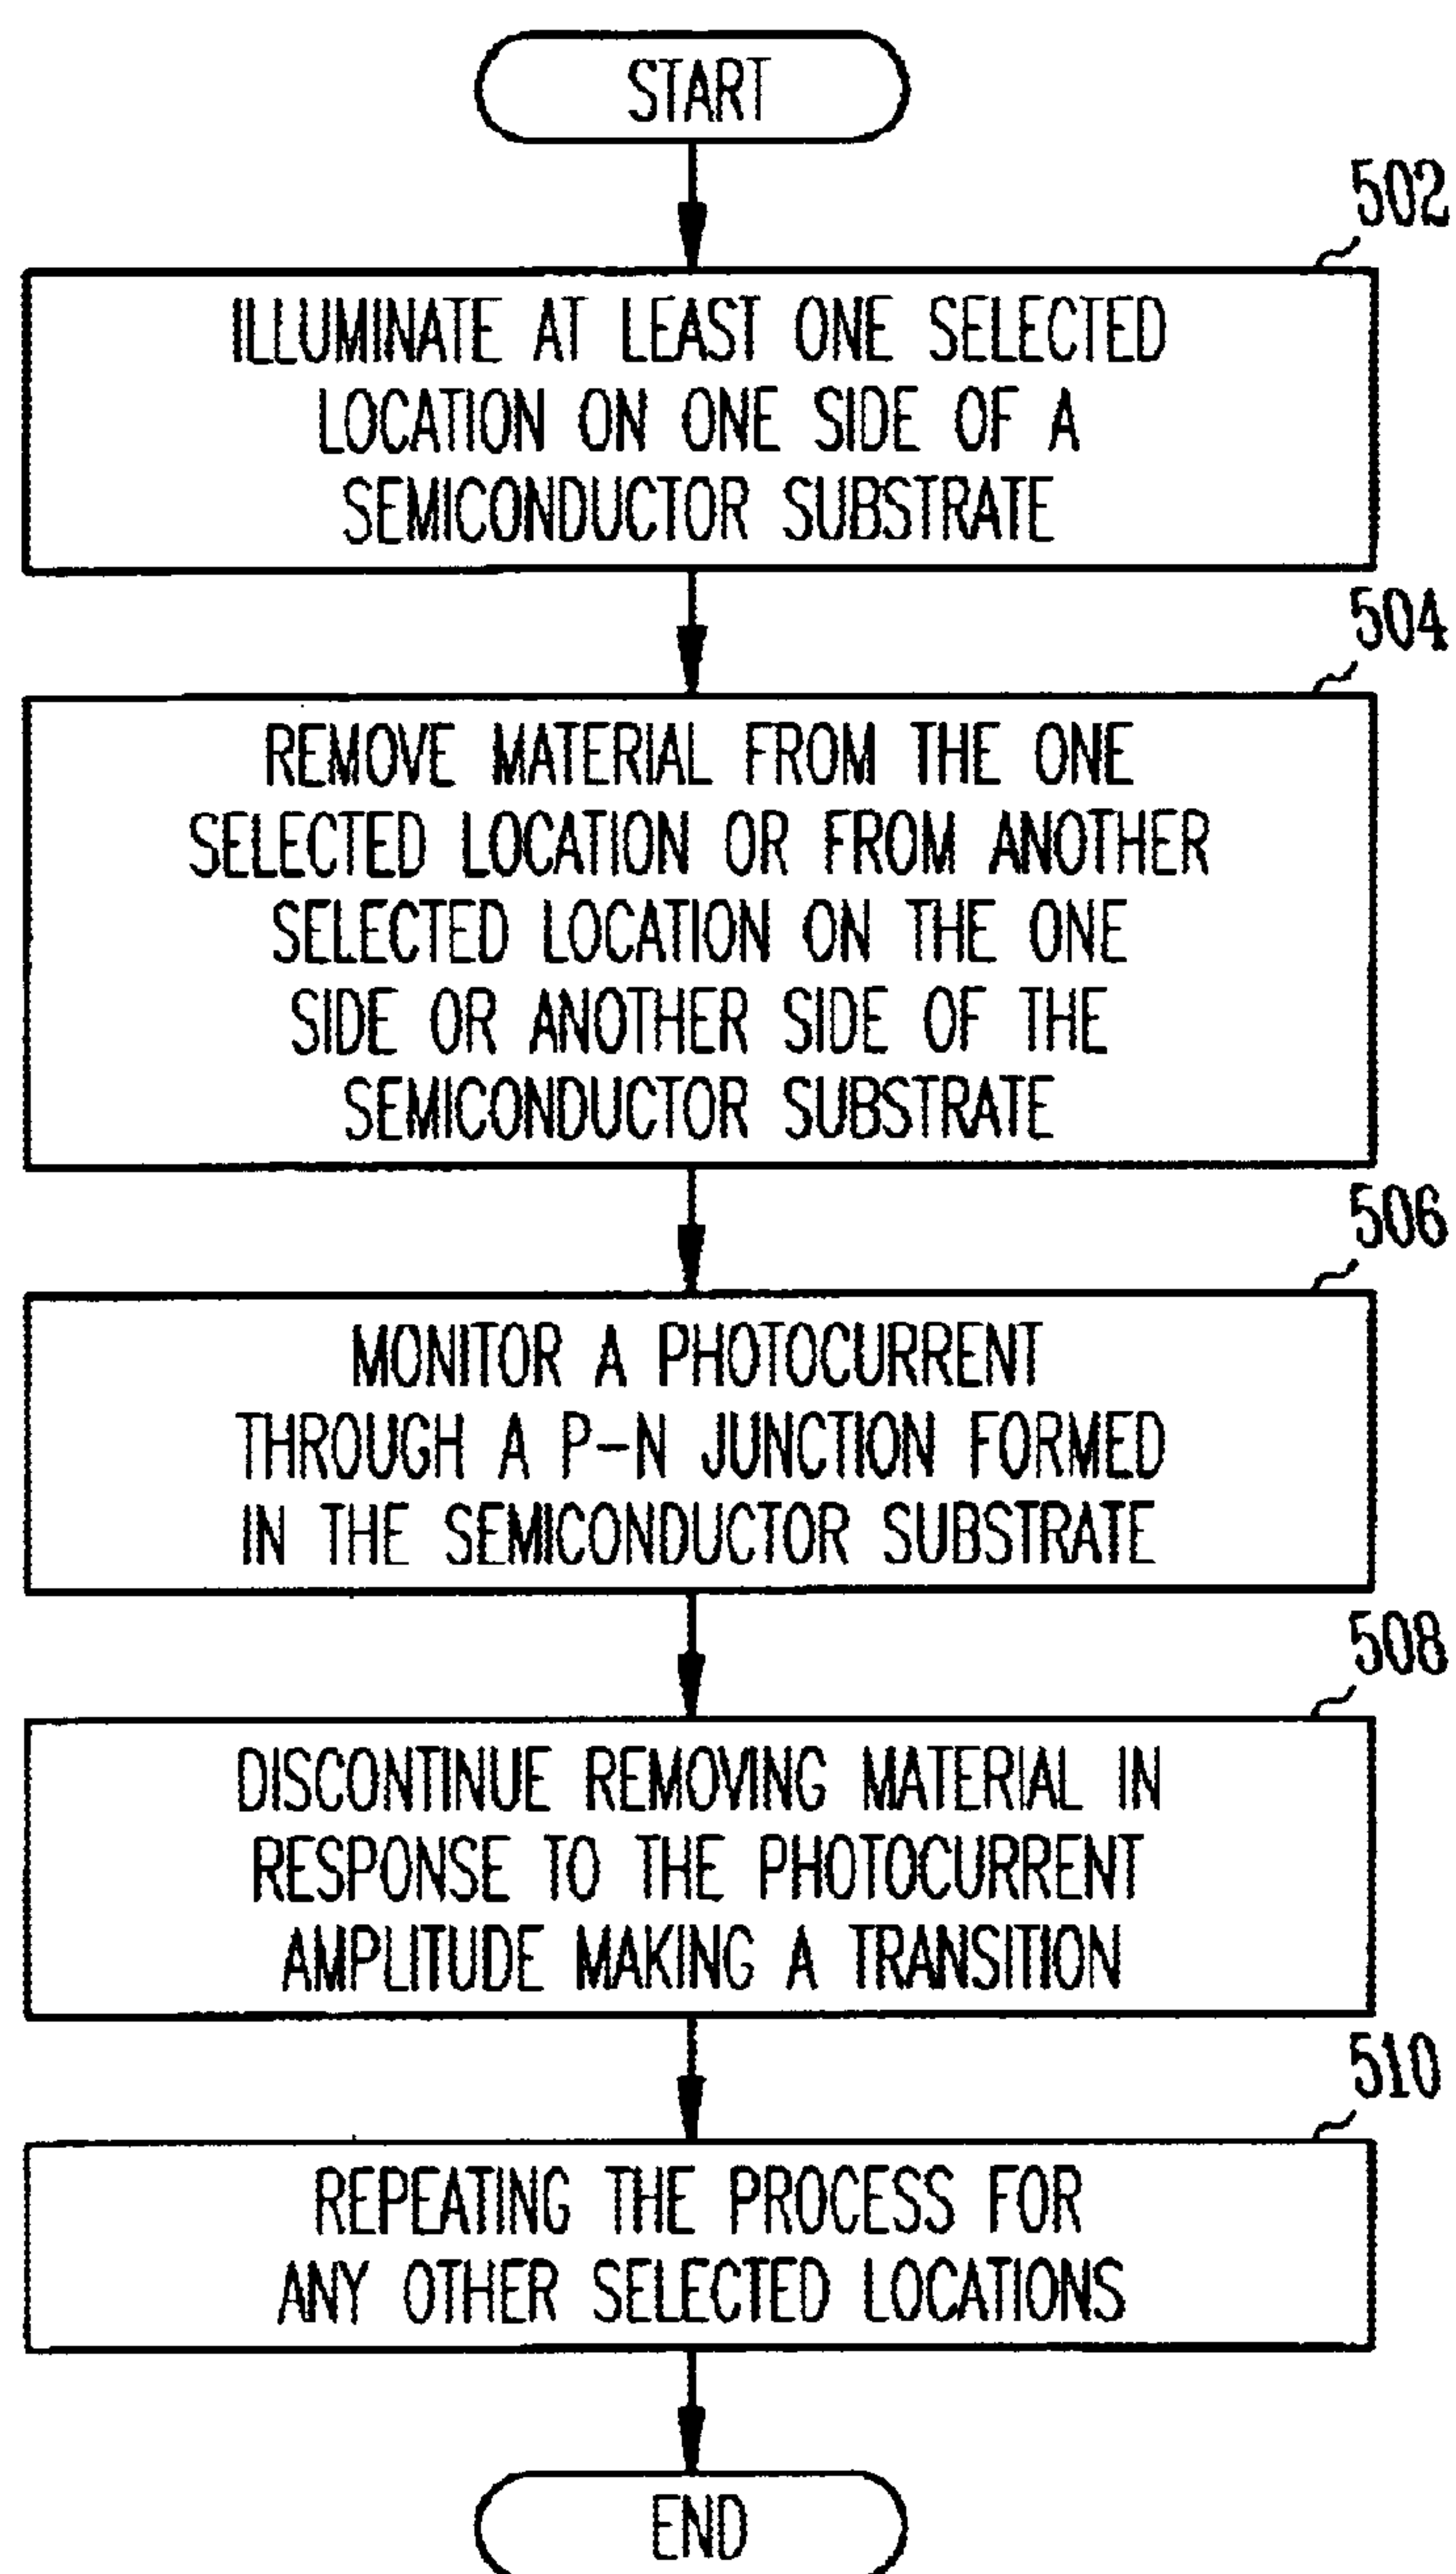 START
502
ILLUMINATE AT LEAST ONE SELECTED
LOCATION ON ONE SIDE OF A
SEMICONDUCTOR SUBSTRATE
504
REMOVE MATERIAL FROM THE ONE
SELECTED LOCATION OR FROM ANOTHER
SELECTED LOCATION ON THE ONE
SIDE OR ANOTHER SIDE OF THE
SEMICONDUCTOR SUBSTRATE
506
MONITOR A PHOTOCURRENT
THROUGH A P-N JUNCTION FORMED
IN THE SEMICONDUCTOR SUBSTRATE
508
DISCONTINUE REMOVING MATERIAL IN
RESPONSE TO THE PHOTOCURRENT
AMPLITUDE MAKING A TRANSITION
510
REPEATING THE PROCESS FOR
ANY OTHER SELECTED LOCATIONS
END